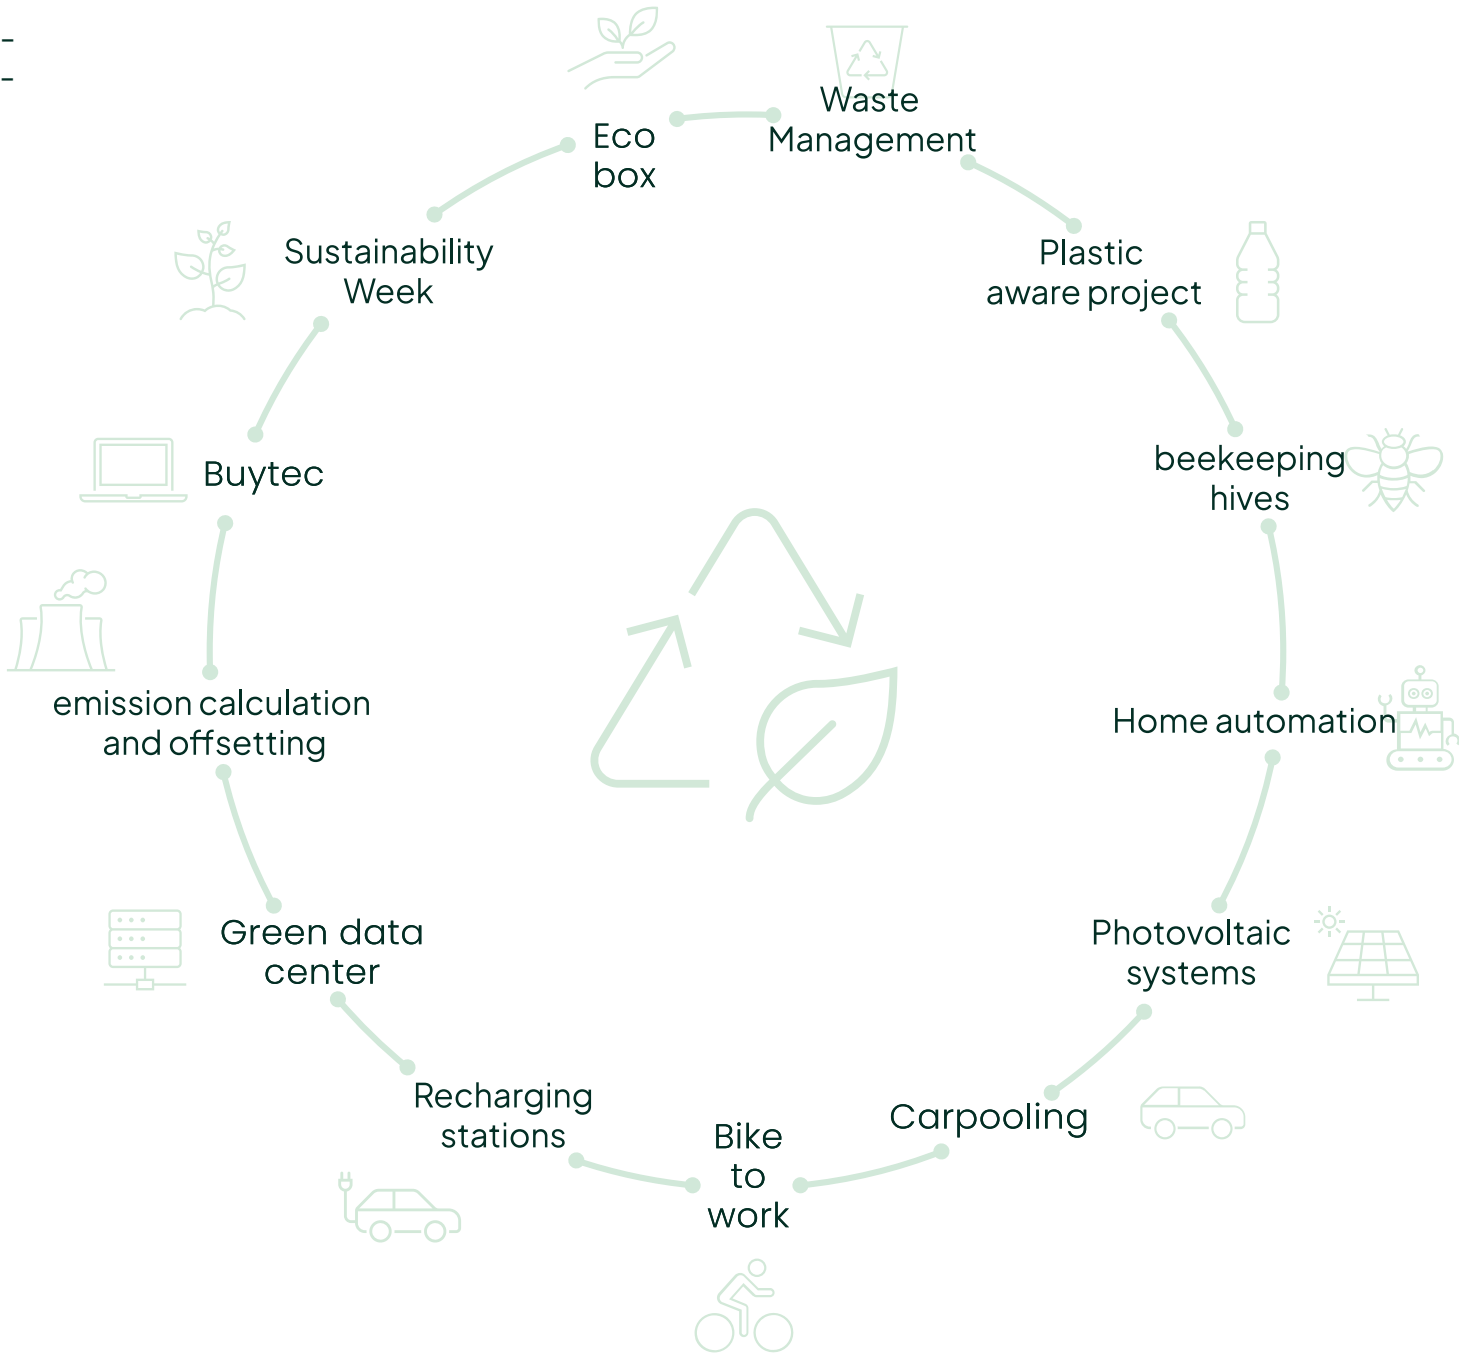 -
-
Eco
box
Waste
Management
Plastic
aware project
beekeeping
hives
Home automation
Photovoltaic
systems
Carpooling
Bike
to
work
Recharging
stations
Green data
center
emission calculation
and offsetting
Buytec
Sustainability
Week